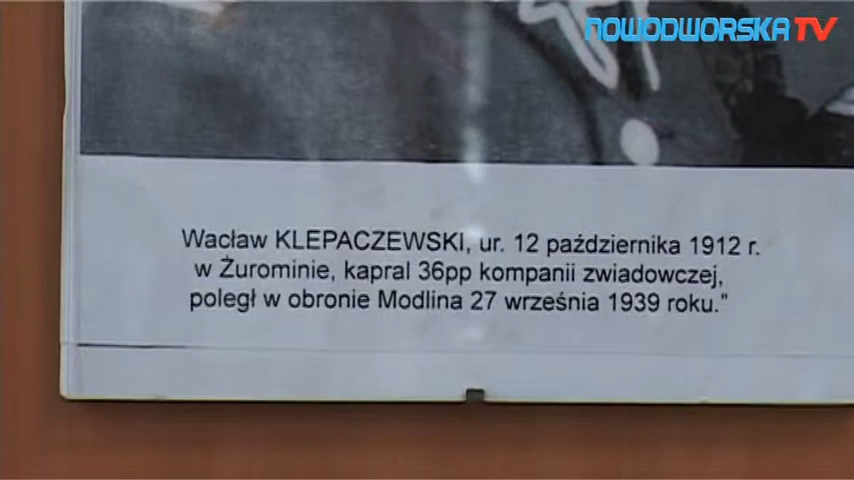 NOWODWORSKA TV
Wacław KLEPACZEWSKI, ur. 12 października 1912 r.
w Żurominie, kapral 36pp kompanii zwiadowczej,
poległ w obronie Modlina 27 września 1939 roku."